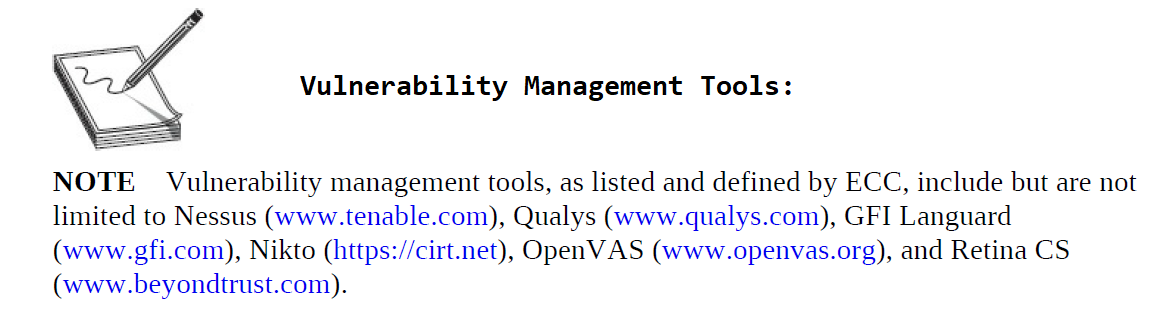 Vulnerability Management Tools:
NOTE Vulnerability management tools, as listed and defined by ECC, include but are not
limited to Nessus (www.tenable.com), Qualys (www.qualys.com), GFI Languard
(www.gfi.com), Nikto (https://cirt.net), OpenVAS (www.openvas.org), and Retina CS
(www.beyondtrust.com).